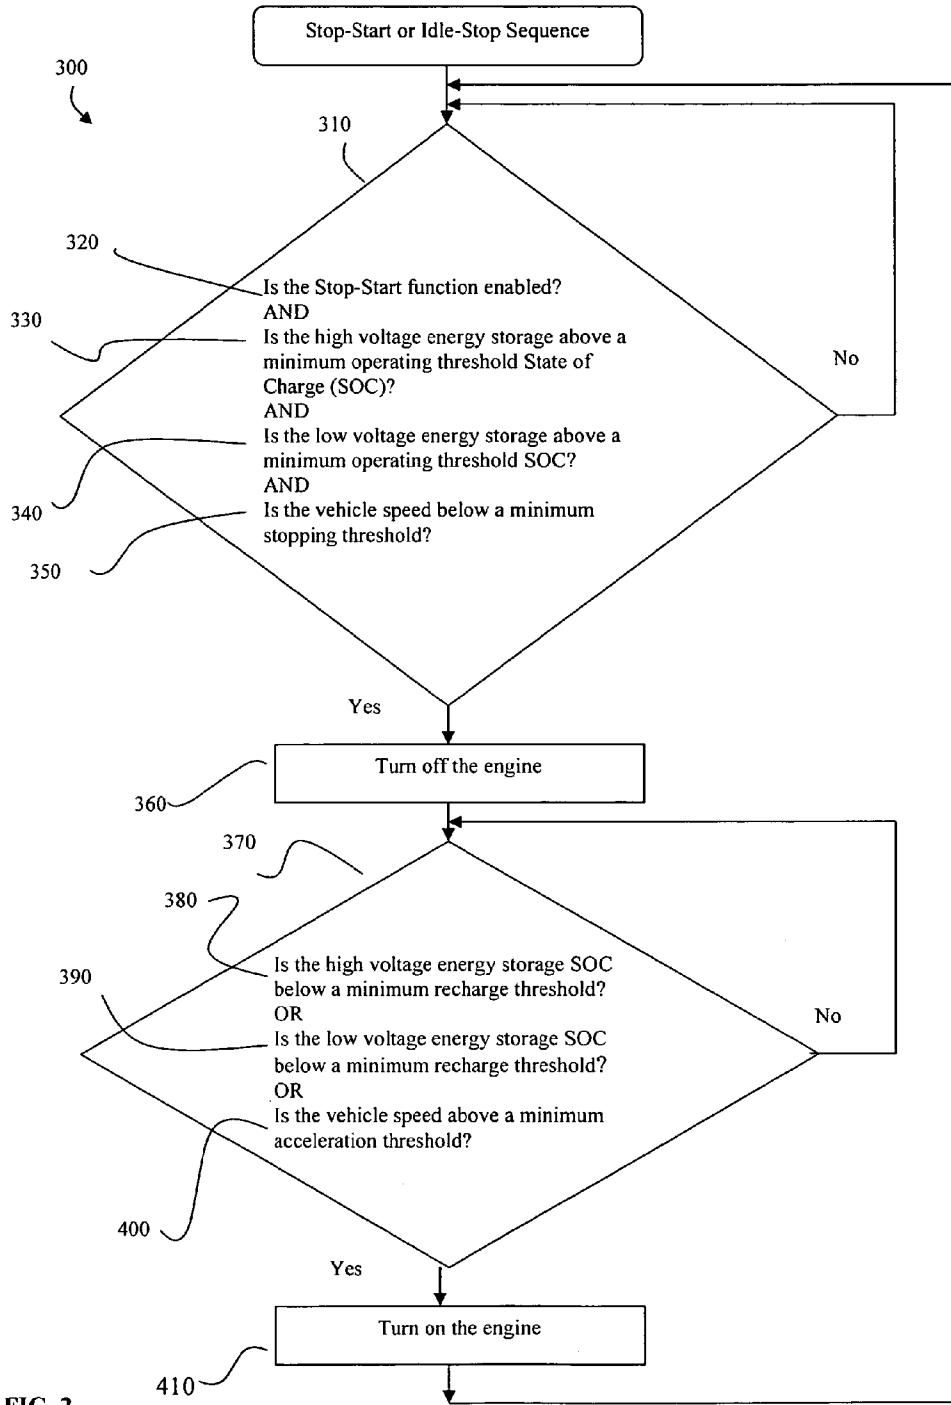 Stop-Start or Idle-Stop Sequence
300
310
320
Is the Stop-Start function enabled?
AND
330
Is the high voltage energy storage above a
minimum operating threshold State of
Charge (SOC)?
AND
Is the low voltage energy storage above a
minimum operating threshold SOC?
AND
340
Is the vehicle speed below a minimum
stopping threshold?
350
No
Yes
Turn off the engine
360
370
380
Is the high voltage energy storage SOC
below a minimum recharge threshold?
OR
390
Is the low voltage energy storage SOC
below a minimum recharge threshold?
OR
Is the vehicle speed above a minimum
acceleration threshold?
400
No
Yes
Turn on the engine
410